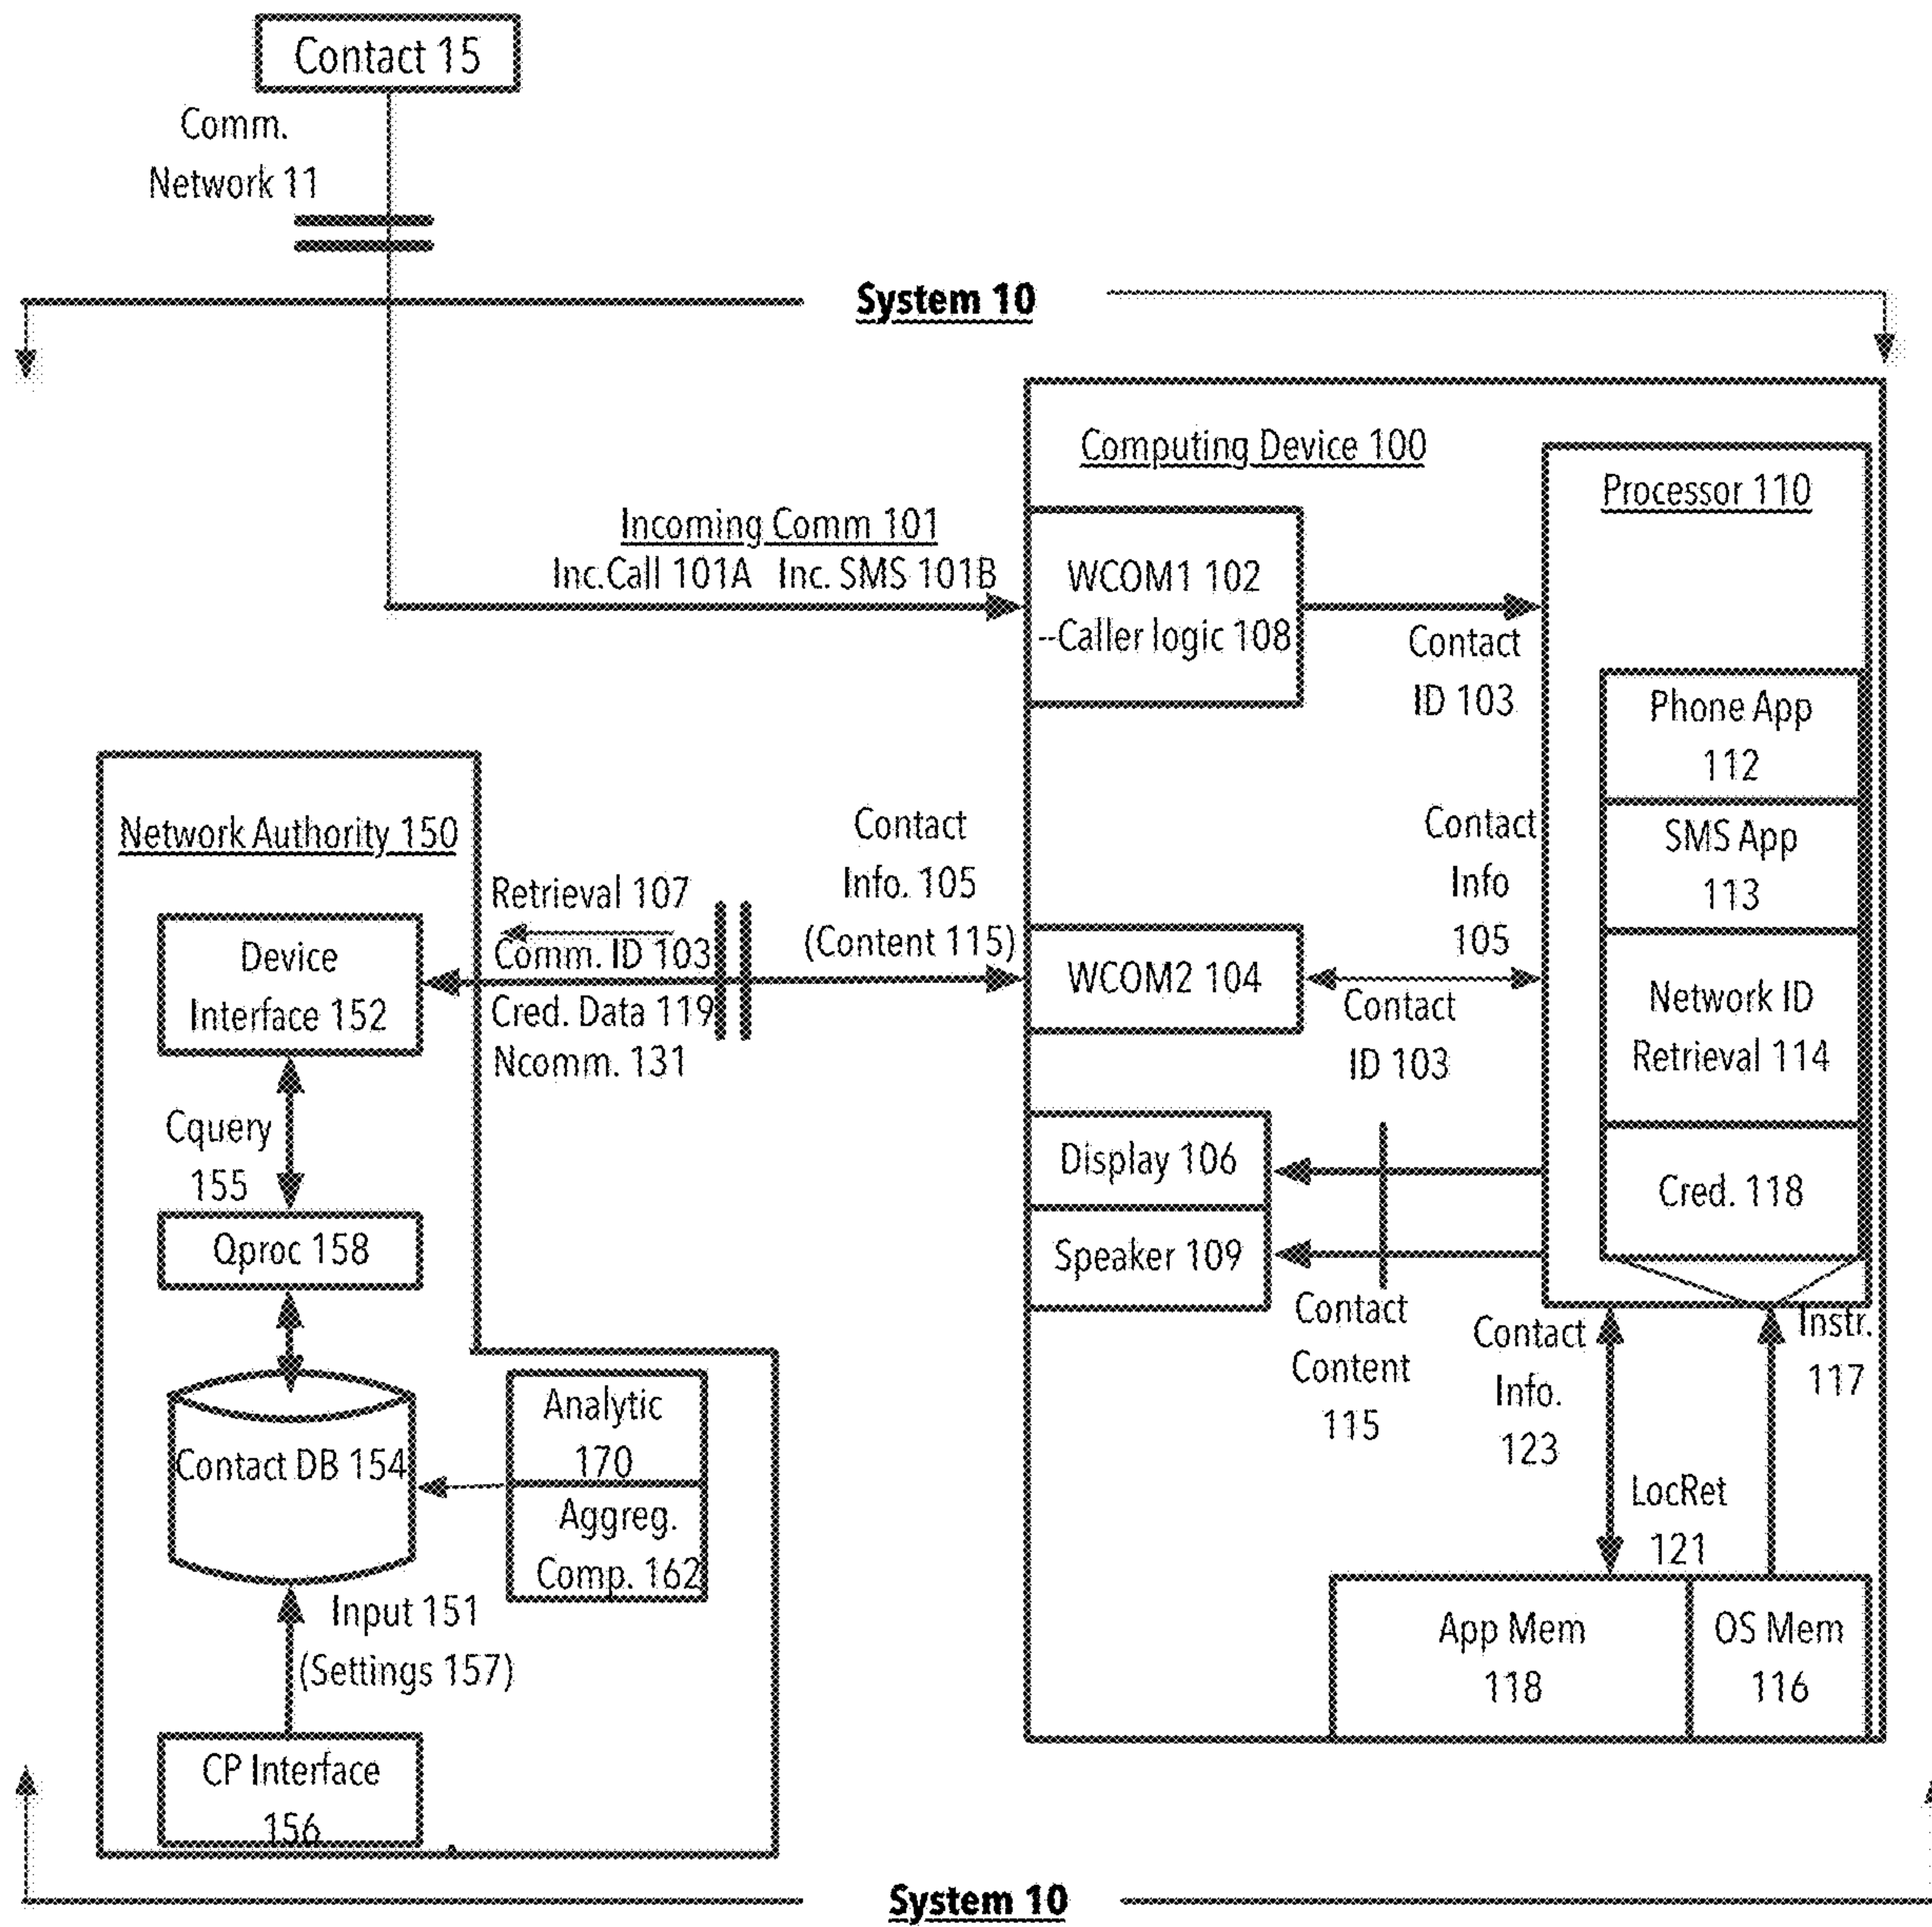 Contact 15
Comm.
Network 11
System 10
Computing Device 100
Processor 110
Incoming Comm 101
Inc.Call 101A   Inc. SMS 101B
WCOM1 102
--Caller logic 108
Contact
ID 103
Phone App
112
SMS App
113
Network ID
Retrieval 114
Cred. 118
Network Authority 150
Retrieval 107
Comm. ID 103
Cred. Data 119
Ncomm. 131
Contact
Info. 105
(Content 115)
WCOM2 104
Contact
Info
105
Contact
ID 103
Device
Interface 152
Cquery
155
Qproc 158
Display 106
Speaker 109
Contact
Content
115
Contact
Info.
123
Instr.
117
LocRet
121
Contact DB 154
Analytic
170
Aggreg.
Comp. 162
Input 151
(Settings 157)
CP Interface
156
App Mem
118
OS Mem
116
System 10